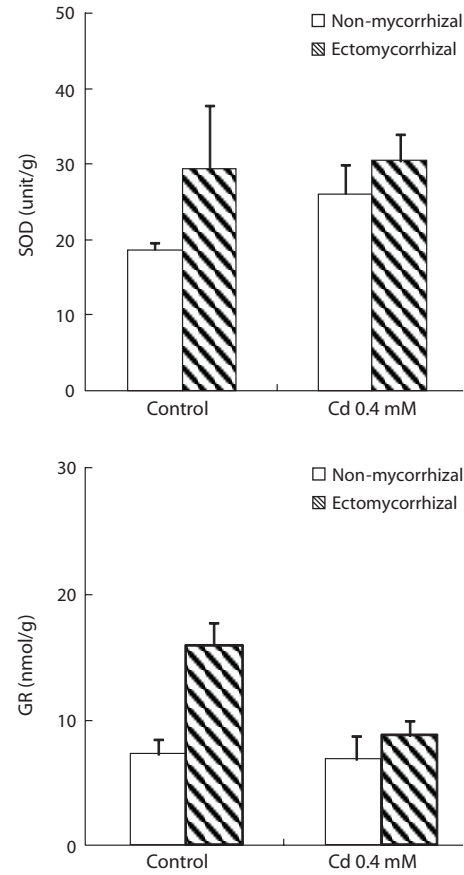 50
Non-mycorrhizal
Ectomycorrhizal
40
30
20
10
0
SOD (unit/g)
Control
Cd 0.4 mM
30
Non-mycorrhizal
Ectomycorrhizal
20
10
0
GR (nmol/g)
Control
Cd 0.4 mM